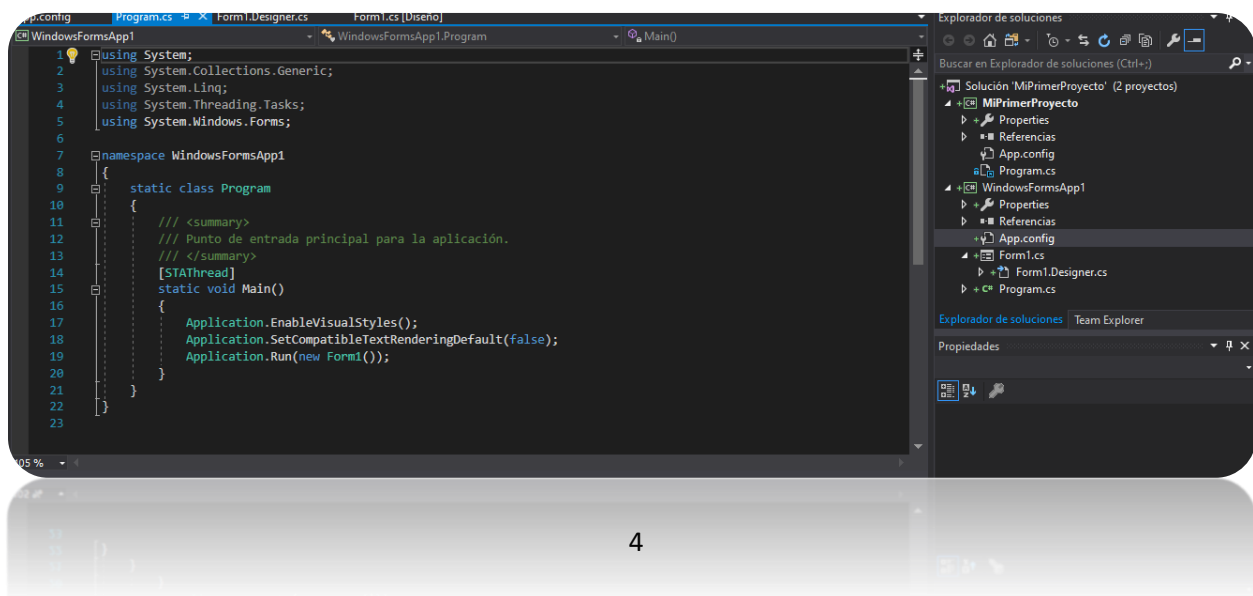 App.config Program.cs Form1.Designer.cs Form1.cs [Diseño]
WindowsFormsApp1 WindowsFormsApp1.Program Main()
1 using System;
2 using System.Collections.Generic;
3 using System.Linq;
4 using System.Threading.Tasks;
5 using System.Windows.Forms;
6
7 namespace WindowsFormsApp1
8 {
9 static class Program
10 {
11 /// <summary>
12 /// Punto de entrada principal para la aplicación.
13 /// </summary>
14 [STAThread]
15 static void Main()
16 {
17 Application.EnableVisualStyles();
18 Application.SetCompatibleTextRenderingDefault(false);
19 Application.Run(new Form1());
20 }
21 }
22 }
23
105 %
Explorador de soluciones
Buscar en Explorador de soluciones (Ctrl+;)
Solución 'MiPrimerProyecto' (2 proyectos)
MiPrimerProyecto
Properties
Referencias
App.config
Program.cs
WindowsFormsApp1
Properties
Referencias
App.config
Form1.cs
Form1.Designer.cs
Program.cs
Explorador de soluciones Team Explorer
Propiedades
4